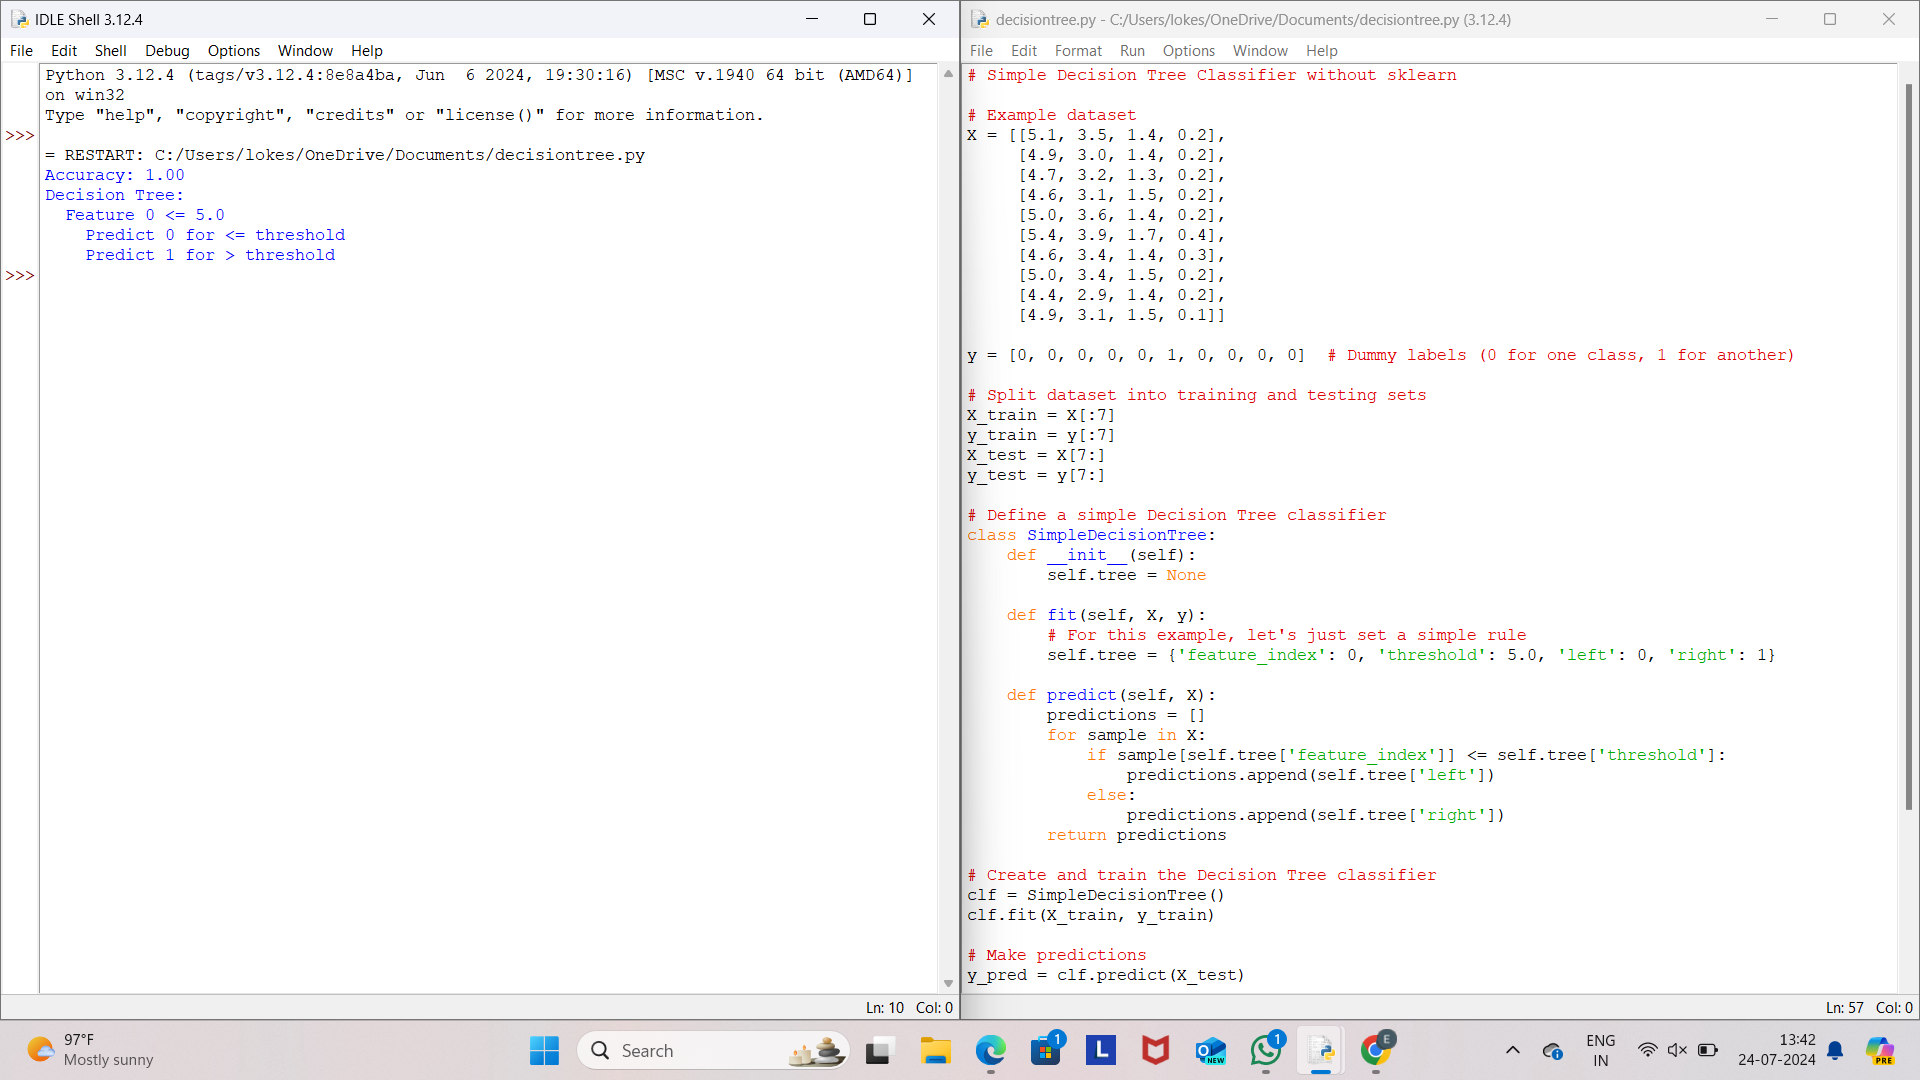 IDLE Shell 3.12.4
File Edit Shell Debug Options Window Help
Python 3.12.4 (tags/v3.12.4:8e8a4ba, Jun  6 2024, 19:30:16) [MSC v.1940 64 bit (AMD64)]
on win32
Type "help", "copyright", "credits" or "license()" for more information.
>>>
= RESTART: C:/Users/lokes/OneDrive/Documents/decisiontree.py
Accuracy: 1.00
Decision Tree:
  Feature 0 <= 5.0
    Predict 0 for <= threshold
    Predict 1 for > threshold
>>>
Ln: 10 Col: 0
decisiontree.py - C:/Users/lokes/OneDrive/Documents/decisiontree.py (3.12.4)
File Edit Format Run Options Window Help
# Simple Decision Tree Classifier without sklearn
# Example dataset
X = [[5.1, 3.5, 1.4, 0.2],
     [4.9, 3.0, 1.4, 0.2],
     [4.7, 3.2, 1.3, 0.2],
     [4.6, 3.1, 1.5, 0.2],
     [5.0, 3.6, 1.4, 0.2],
     [5.4, 3.9, 1.7, 0.4],
     [4.6, 3.4, 1.4, 0.3],
     [5.0, 3.4, 1.5, 0.2],
     [4.4, 2.9, 1.4, 0.2],
     [4.9, 3.1, 1.5, 0.1]]
y = [0, 0, 0, 0, 0, 1, 0, 0, 0, 0]  # Dummy labels (0 for one class, 1 for another)
# Split dataset into training and testing sets
X_train = X[:7]
y_train = y[:7]
X_test = X[7:]
y_test = y[7:]
# Define a simple Decision Tree classifier
class SimpleDecisionTree:
    def __init__(self):
        self.tree = None
    def fit(self, X, y):
        # For this example, let's just set a simple rule
        self.tree = {'feature_index': 0, 'threshold': 5.0, 'left': 0, 'right': 1}
    def predict(self, X):
        predictions = []
        for sample in X:
            if sample[self.tree['feature_index']] <= self.tree['threshold']:
                predictions.append(self.tree['left'])
            else:
                predictions.append(self.tree['right'])
        return predictions
# Create and train the Decision Tree classifier
clf = SimpleDecisionTree()
clf.fit(X_train, y_train)
# Make predictions
y_pred = clf.predict(X_test)
Ln: 57 Col: 0
97°F
Mostly sunny
Search
1
L
NEW
1
E
ENG
IN
13:42
24-07-2024
PRE